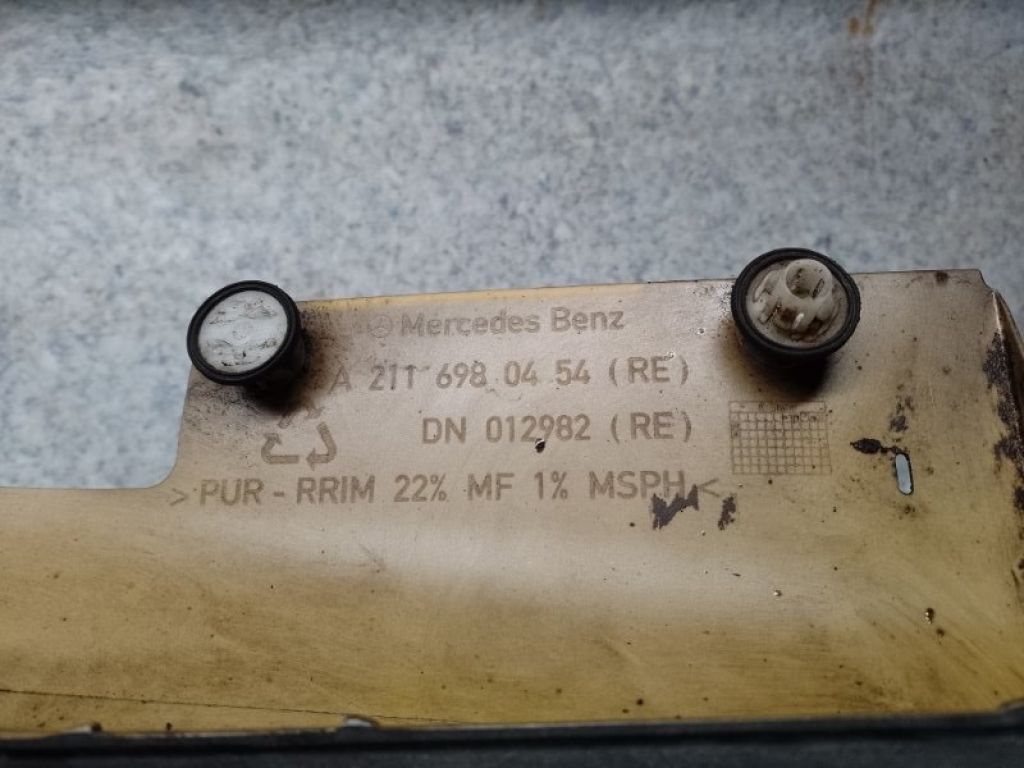 Mercedes Benz
A 211 698 04 54 (RE)
DN 012982 (RE)
>PUR-RRIM 22% MF 1% MSPH<